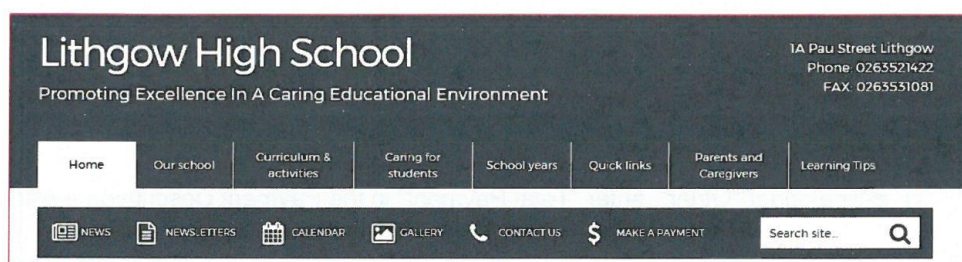 Lithgow High School
Promoting Excellence In A Caring Educational Environment
1A Pau Street Lithgow
Phone: 0263521422
FAX: 0263531081
Home
Our school
Curriculum &
activities
Caring for
students
School years
Quick links
Parents and
Caregivers
Learning Tips
NEWS
NEWSLETTERS
CALENDAR
GALLERY
CONTACT US
$ MAKE A PAYMENT
Search site...